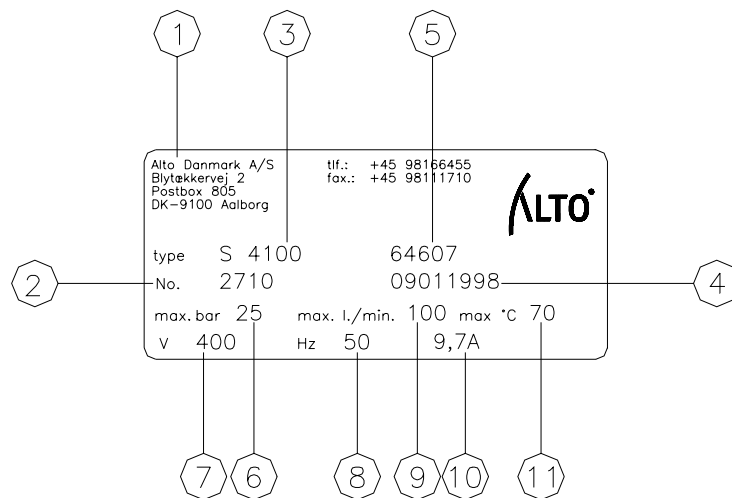 1 3 5
Alto Danmark A/S tlf.: +45 98166455
Blytækkervej 2 fax.: +45 98111710
Postbox 805
DK-9100 Aalborg
ALTO
type S 4100 64607
2 No. 2710 09011998 4
max. bar 25 max. l./min. 100 max °C 70
V 400 Hz 50 9,7A
7 6 8 9 10 11